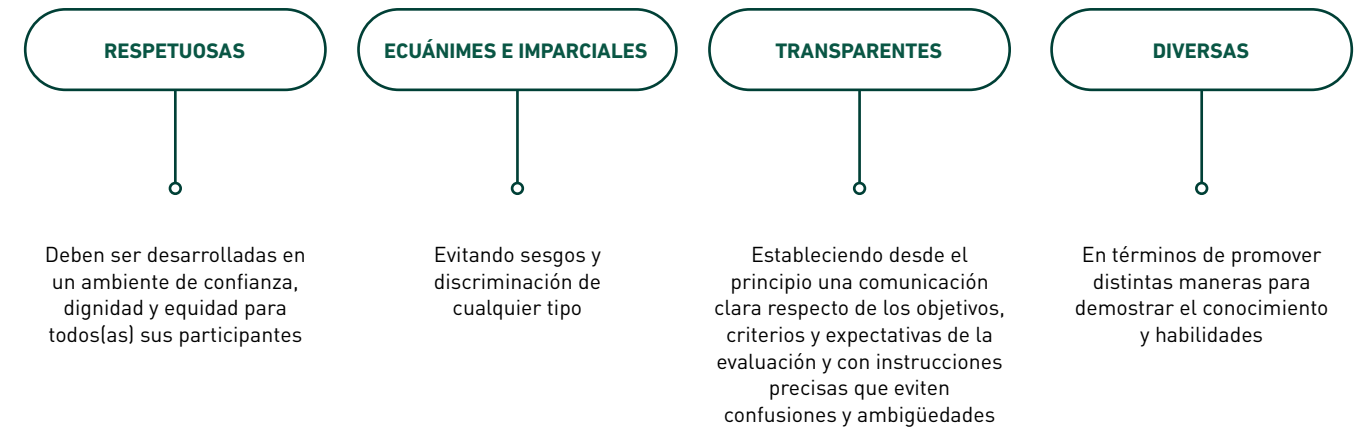 RESPETUOSAS
Deben ser desarrolladas en
un ambiente de confianza,
dignidad y equidad para
todos(as) sus participantes
ECUÁNIMES E IMPARCIALES
Evitando sesgos y
discriminación de
cualquier tipo
TRANSPARENTES
Estableciendo desde el
principio una comunicación
clara respecto de los objetivos,
criterios y expectativas de la
evaluación y con instrucciones
precisas que eviten
confusiones y ambigüedades
DIVERSAS
En términos de promover
distintas maneras para
demostrar el conocimiento
y habilidades